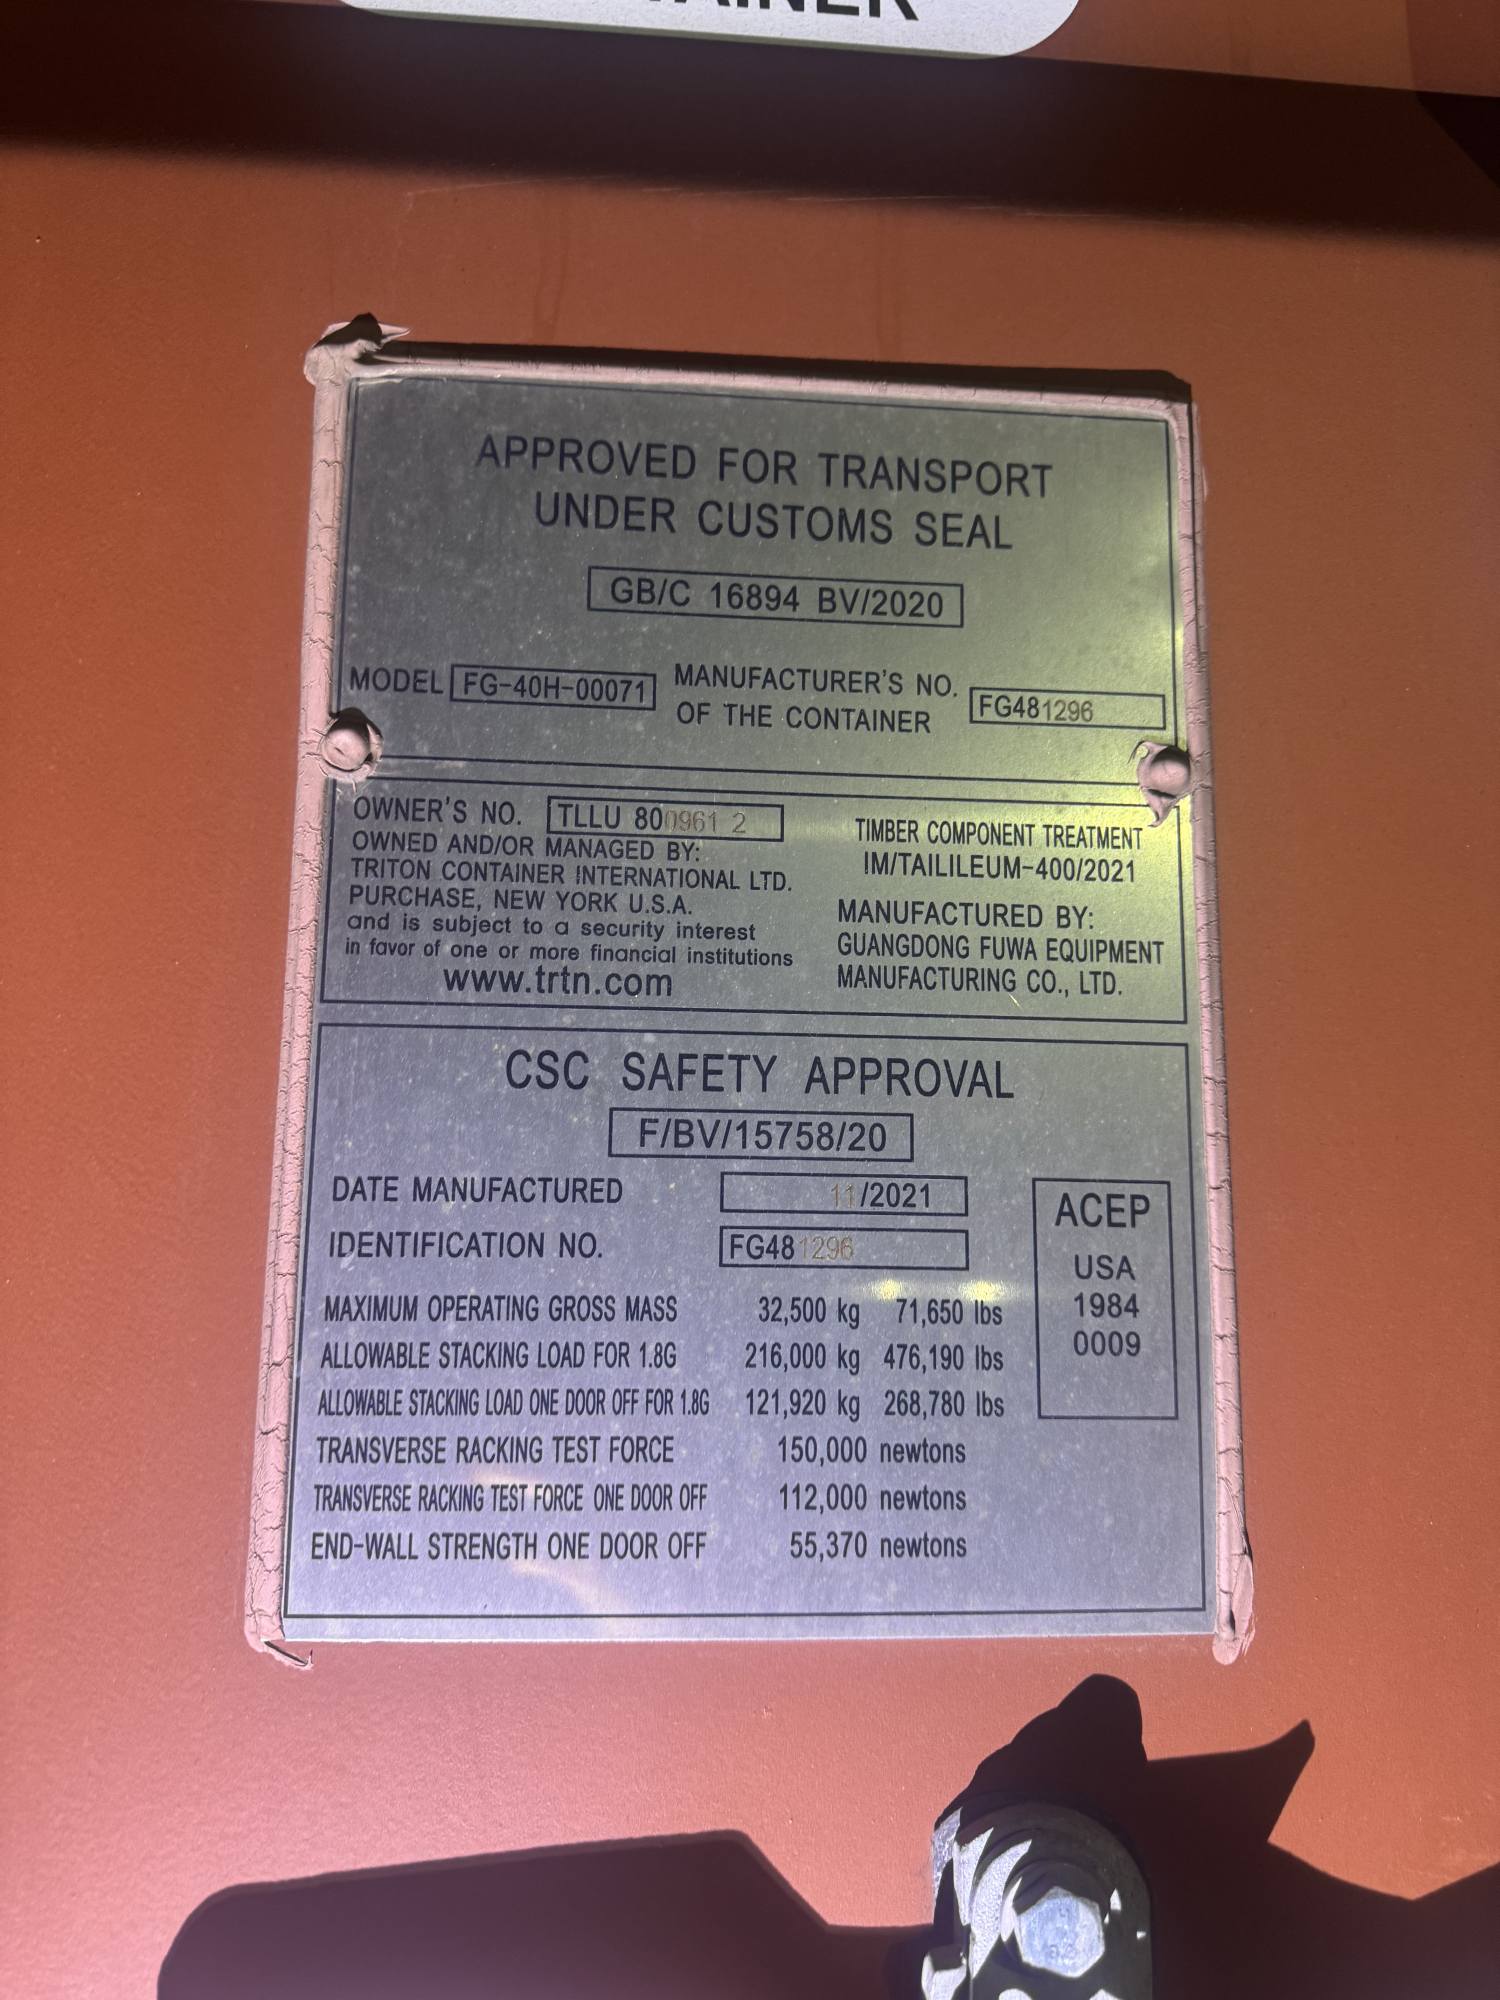 APPROVED FOR TRANSPORT
UNDER CUSTOMS SEAL
GB/C 16894 BV/2020
MODEL FG-40H-00071
MANUFACTURER'S NO.
OF THE CONTAINER
FG481296
OWNER'S NO. TLLU 800961 2
OWNED AND/OR MANAGED BY:
TRITON CONTAINER INTERNATIONAL LTD.
PURCHASE, NEW YORK U.S.A.
and is subject to a security interest
in favor of one or more financial institutions
www.trtn.com
TIMBER COMPONENT TREATMENT
IM/TAILILEUM-400/2021
MANUFACTURED BY:
GUANGDONG FUWA EQUIPMENT
MANUFACTURING CO., LTD.
CSC SAFETY APPROVAL
F/BV/15758/20
DATE MANUFACTURED 11/2021
IDENTIFICATION NO. FG481296
MAXIMUM OPERATING GROSS MASS 32,500 kg 71,650 lbs
ALLOWABLE STACKING LOAD FOR 1.8G 216,000 kg 476,190 lbs
ALLOWABLE STACKING LOAD ONE DOOR OFF FOR 1.8G 121,920 kg 268,780 lbs
TRANSVERSE RACKING TEST FORCE 150,000 newtons
TRANSVERSE RACKING TEST FORCE ONE DOOR OFF 112,000 newtons
END-WALL STRENGTH ONE DOOR OFF 55,370 newtons
ACEP
USA
1984
0009